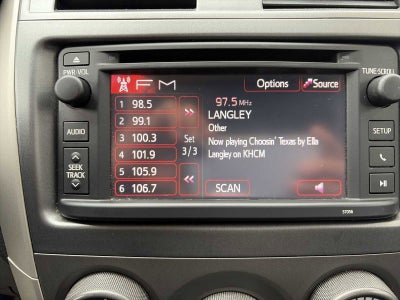 PWR·VOL
TUNE·SCROLL
FM
Options
Source
1 98.5
2 99.1
3 100.3
4 101.9
5 105.9
6 106.7
Set
3/3
97.5 MHz
LANGLEY
Other
Now playing Choosin' Texas by Ella
Langley on KHCM
SCAN
AUDIO
SEEK
TRACK
SETUP
57096